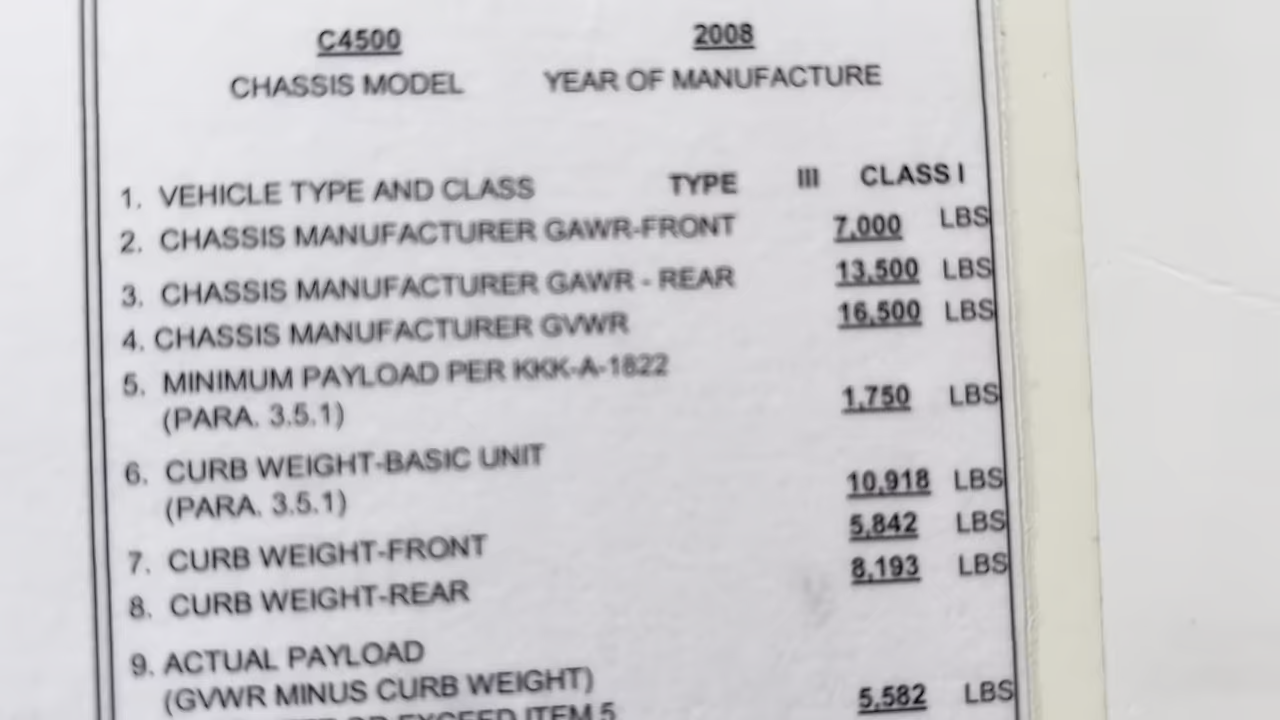 C4500 2008
CHASSIS MODEL YEAR OF MANUFACTURE
1. VEHICLE TYPE AND CLASS TYPE III CLASS I
2. CHASSIS MANUFACTURER GAWR-FRONT 7,000 LBS
3. CHASSIS MANUFACTURER GAWR - REAR 13,500 LBS
4. CHASSIS MANUFACTURER GVWR 16,500 LBS
5. MINIMUM PAYLOAD PER KKK-A-1822
(PARA. 3.5.1) 1,750 LBS
6. CURB WEIGHT-BASIC UNIT
(PARA. 3.5.1) 10,918 LBS
7. CURB WEIGHT-FRONT 5,842 LBS
8. CURB WEIGHT-REAR 8,193 LBS
9. ACTUAL PAYLOAD
(GVWR MINUS CURB WEIGHT) 5,582 LBS
OR EXCEED ITEM 5